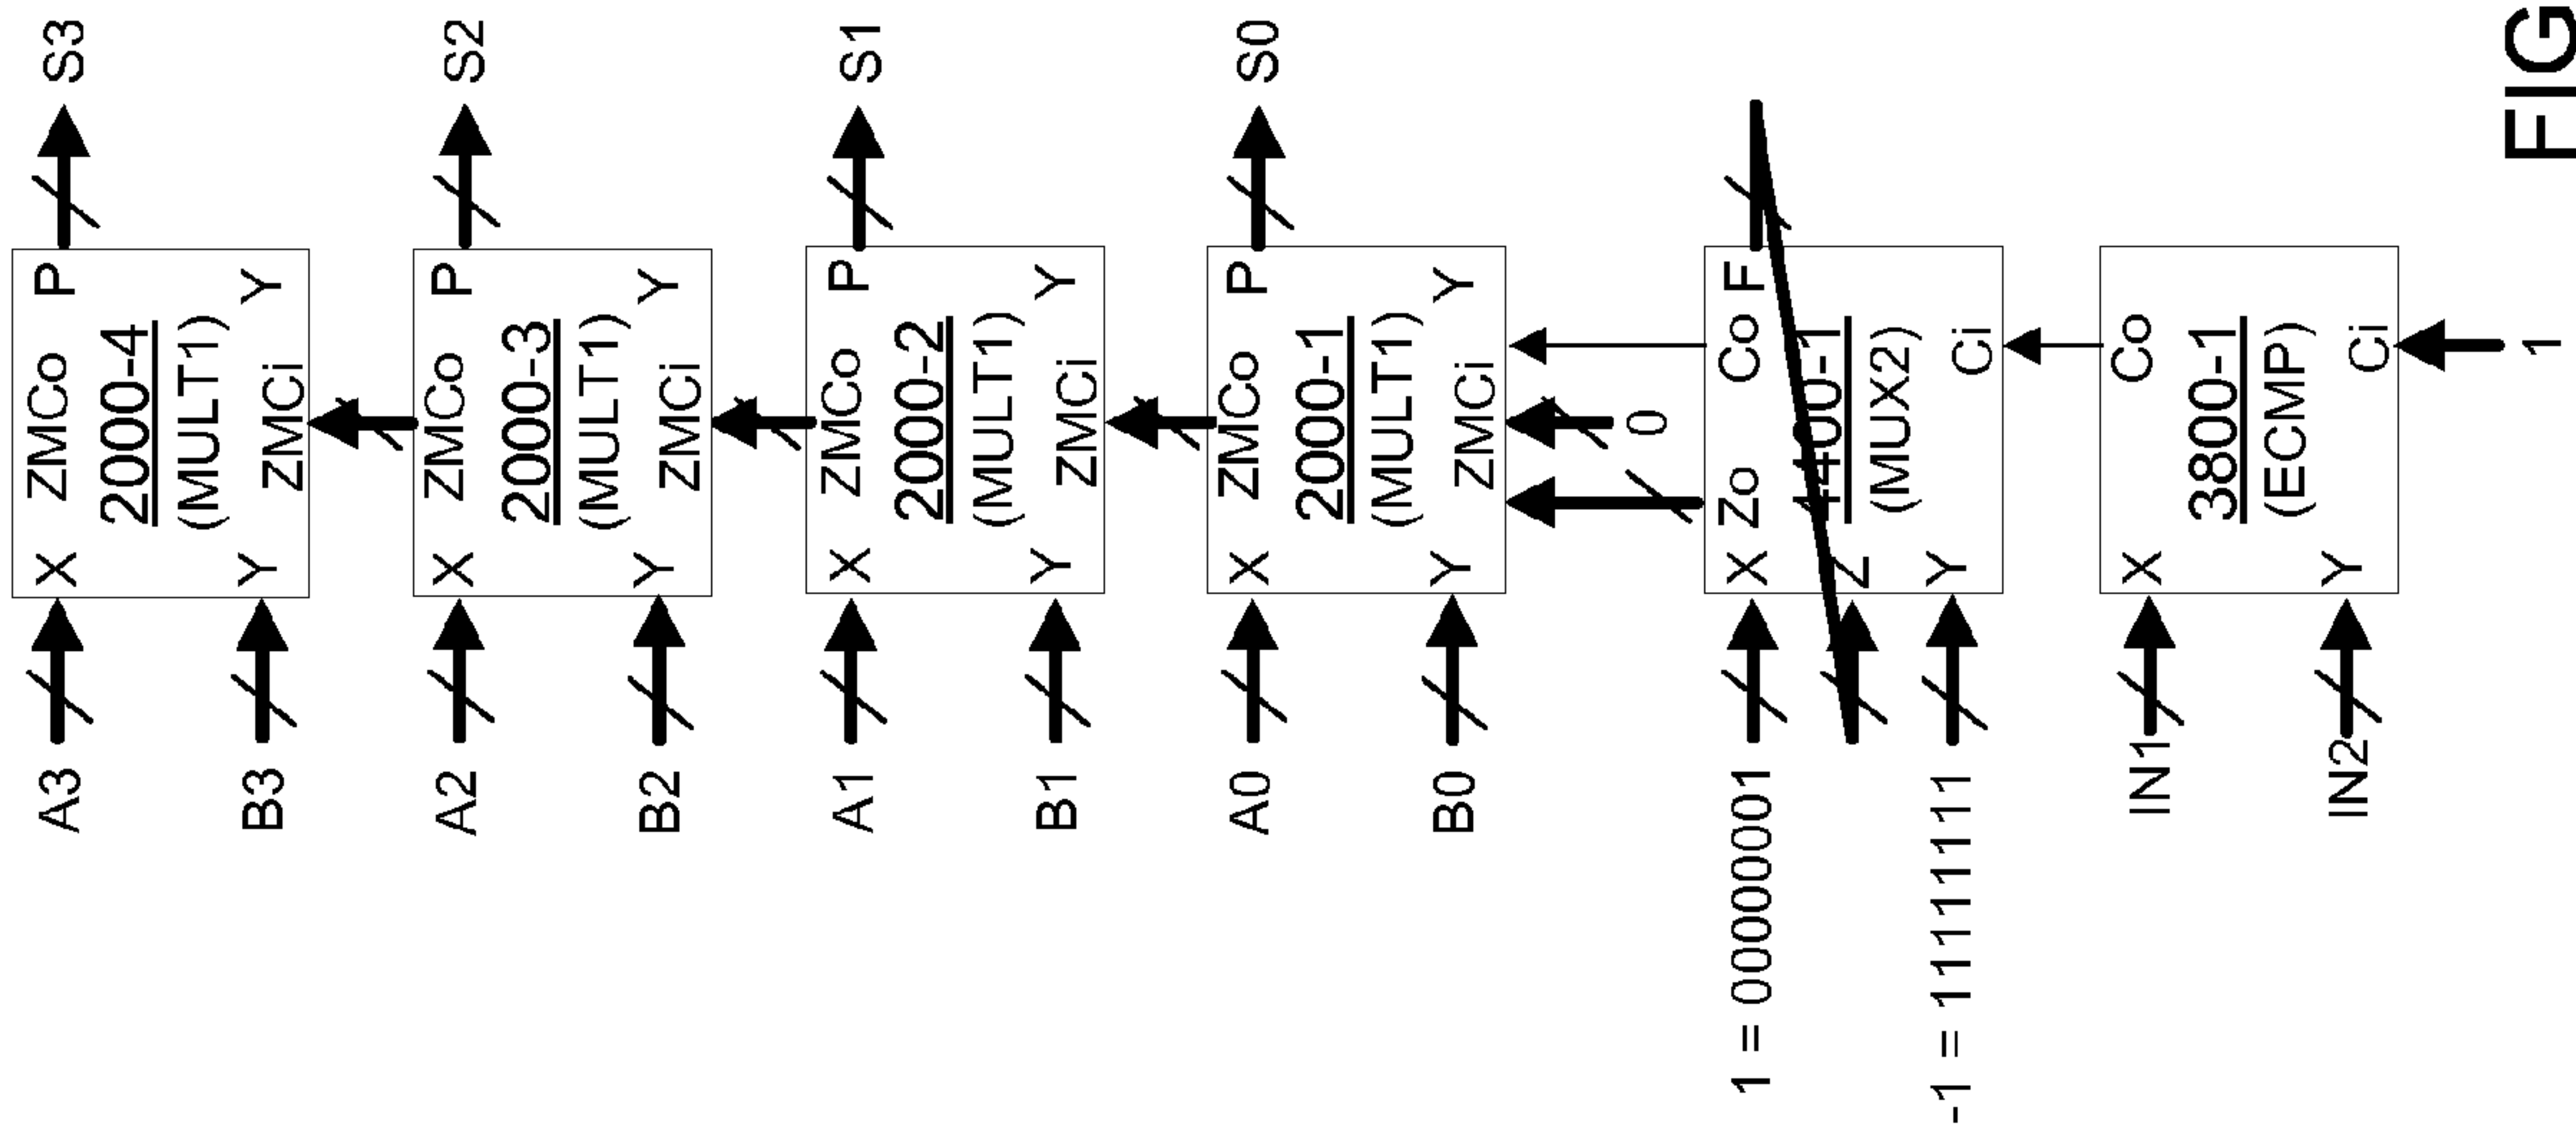 S3
S2
S1
S0
A3
X
ZMCo
P
2000-4
(MULT1)
B3
Y
ZMCi
Y
A2
X
ZMCo
P
2000-3
(MULT1)
B2
Y
ZMCi
Y
A1
X
ZMCo
P
2000-2
(MULT1)
B1
Y
ZMCi
Y
A0
X
ZMCo
P
2000-1
(MULT1)
B0
Y
ZMCi
Y
0
1 = 00000001
X
Zo
Co
F
Z
4400-1
(MUX2)
-1 = 11111111
Y
Ci
IN1
X
Co
3800-1
(ECMP)
IN2
Y
Ci
1
FIG